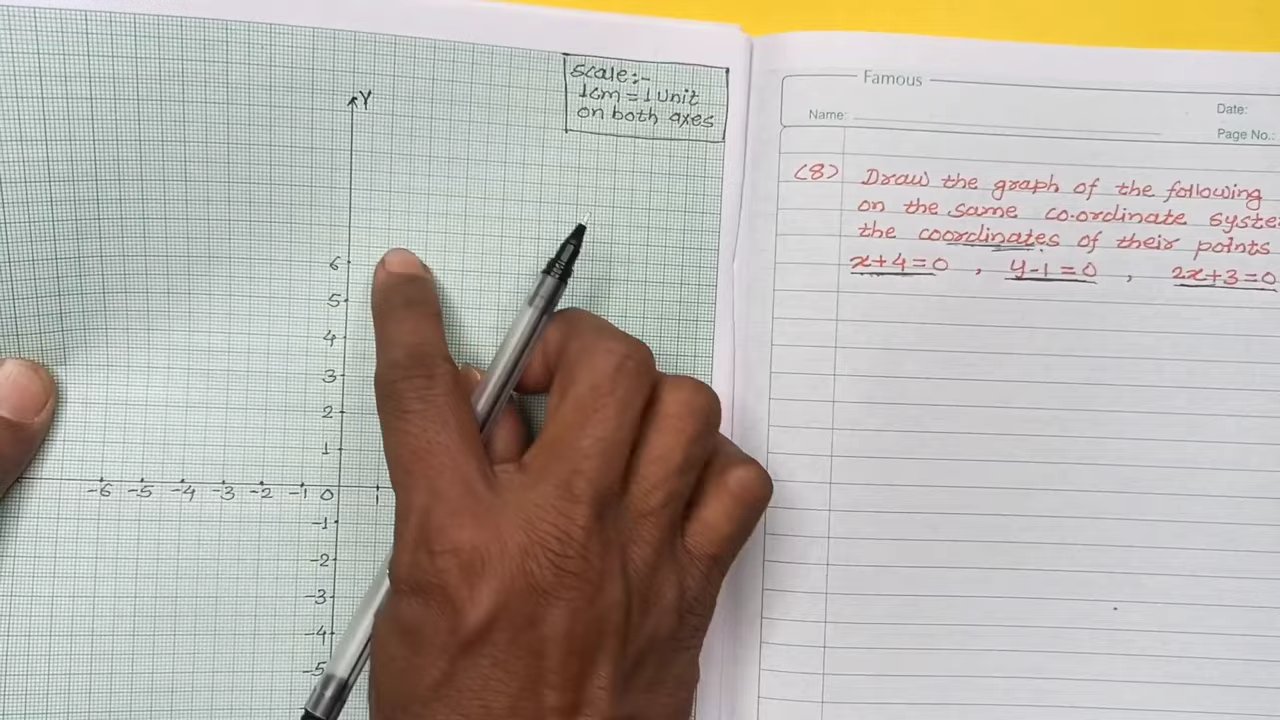 Y
Scale:-
1cm = 1 Unit
on both axes
6
5
4
3
2
1
-6 -5 -4 -3 -2 -1 0 1
-1
-2
-3
-4
-5
Famous
Name:
Date:
Page No.:
(8) Draw the graph of the following
on the same co-ordinate
the coordinates of their points
x+4=0 , y-1=0 , 2x+3=0